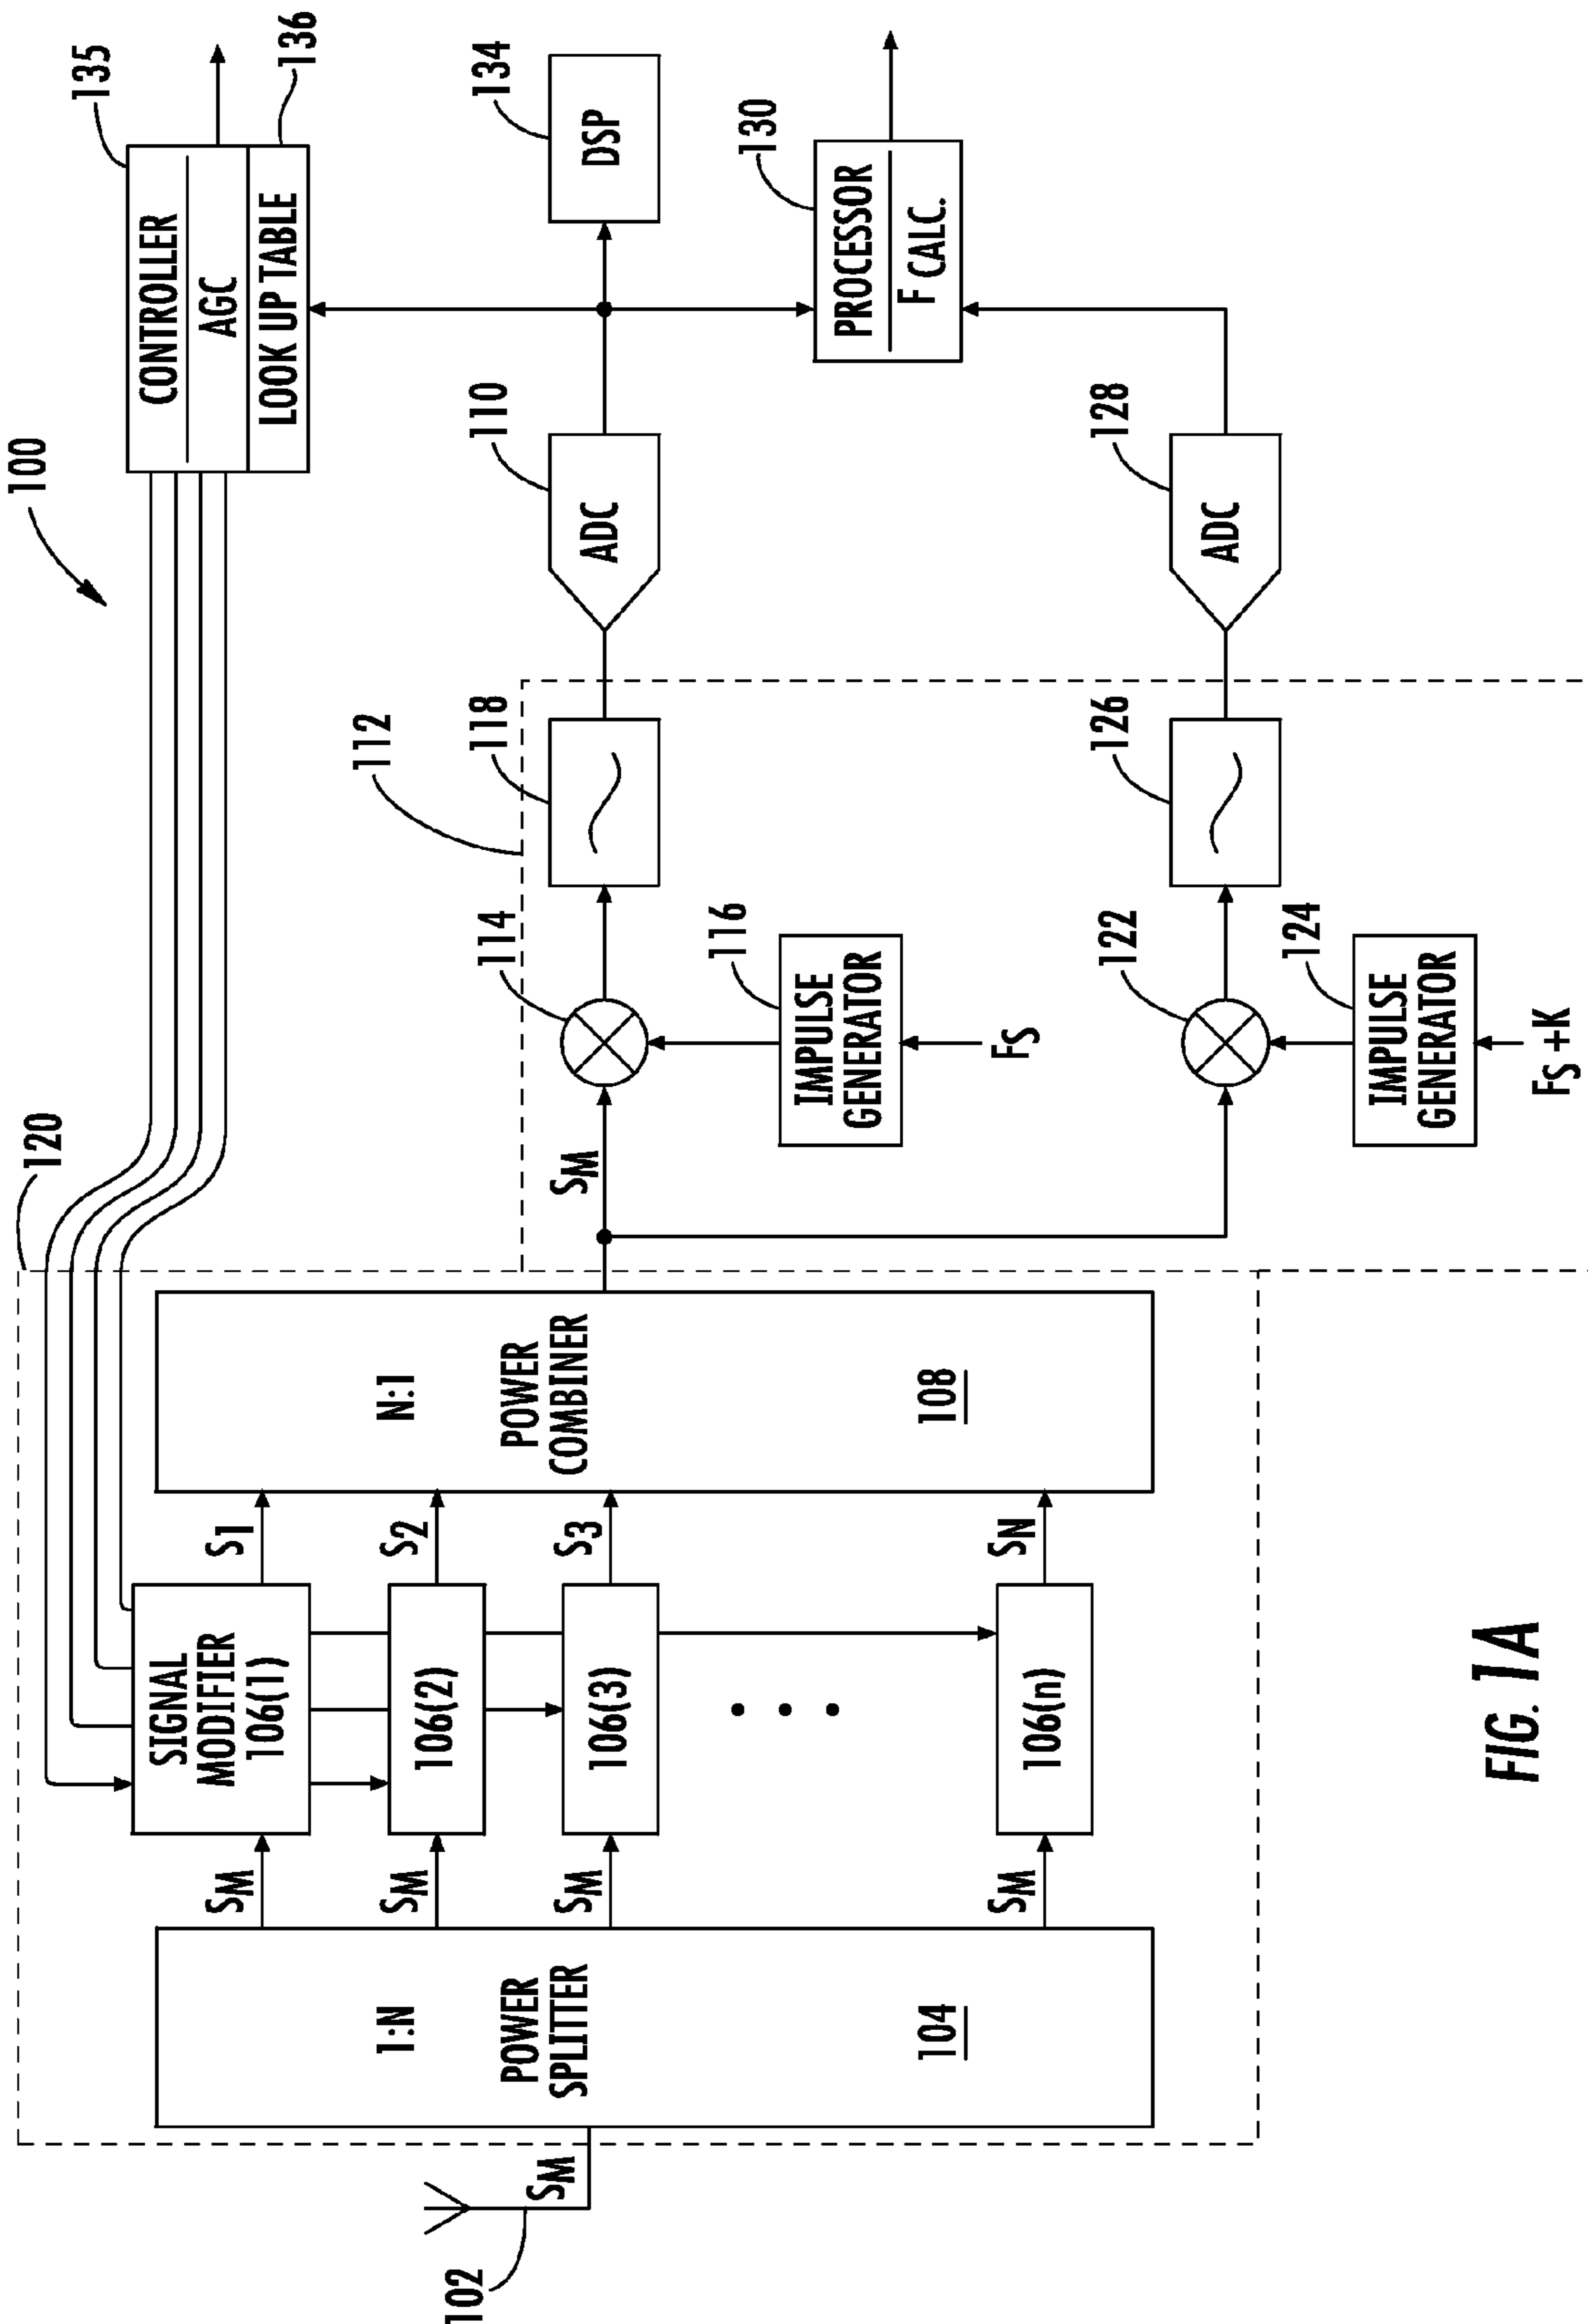 100
135
CONTROLLER
AGC
LOOK UP TABLE
136
120
112
134
DSP
110
ADC
118
114
116
IMPULSE
GENERATOR
FS
130
PROCESSOR
F CALC.
128
ADC
126
122
124
IMPULSE
GENERATOR
FS +K
SM
N:1
POWER
COMBINER
108
S1
S2
S3
SN
SIGNAL
MODIFIER
106(1)
106(2)
106(3)
106(n)
SM
SM
SM
SM
1:N
POWER
SPLITTER
104
SM
102
FIG. 1A